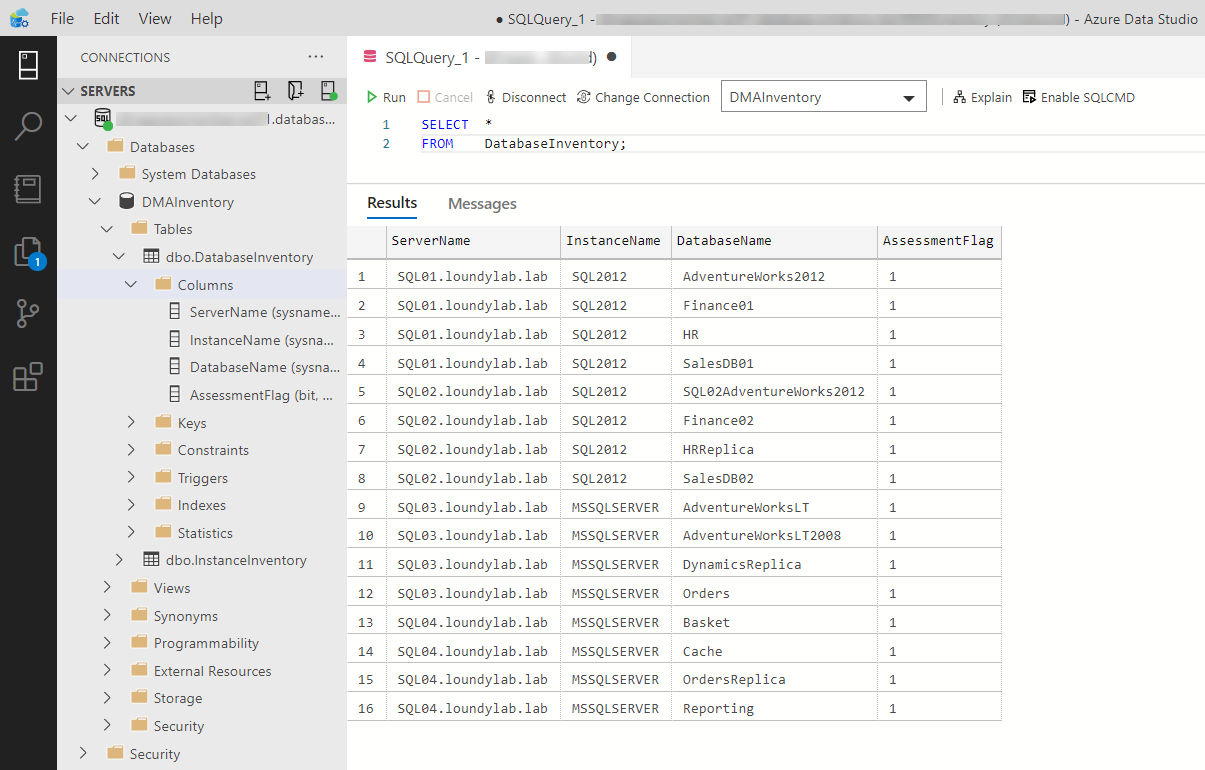 File Edit View Help
● SQLQuery_1 - ) - Azure Data Studio
CONNECTIONS ···
SERVERS
1.databas...
Databases
System Databases
DMAInventory
Tables
dbo.DatabaseInventory
Columns
ServerName (sysname...
InstanceName (sysna...
DatabaseName (sysna...
AssessmentFlag (bit, ...
Keys
Constraints
Triggers
Indexes
Statistics
dbo.InstanceInventory
Views
Synonyms
Programmability
External Resources
Storage
Security
Security
1
SQLQuery_1 - ) ●
Run Cancel Disconnect Change Connection DMAInventory Explain Enable SQLCMD
1 SELECT *
2 FROM DatabaseInventory;
Results Messages
ServerName InstanceName DatabaseName AssessmentFlag
1 SQL01.loundylab.lab SQL2012 AdventureWorks2012 1
2 SQL01.loundylab.lab SQL2012 Finance01 1
3 SQL01.loundylab.lab SQL2012 HR 1
4 SQL01.loundylab.lab SQL2012 SalesDB01 1
5 SQL02.loundylab.lab SQL2012 SQL02AdventureWorks2012 1
6 SQL02.loundylab.lab SQL2012 Finance02 1
7 SQL02.loundylab.lab SQL2012 HRReplica 1
8 SQL02.loundylab.lab SQL2012 SalesDB02 1
9 SQL03.loundylab.lab MSSQLSERVER AdventureWorksLT 1
10 SQL03.loundylab.lab MSSQLSERVER AdventureWorksLT2008 1
11 SQL03.loundylab.lab MSSQLSERVER DynamicsReplica 1
12 SQL03.loundylab.lab MSSQLSERVER Orders 1
13 SQL04.loundylab.lab MSSQLSERVER Basket 1
14 SQL04.loundylab.lab MSSQLSERVER Cache 1
15 SQL04.loundylab.lab MSSQLSERVER OrdersReplica 1
16 SQL04.loundylab.lab MSSQLSERVER Reporting 1